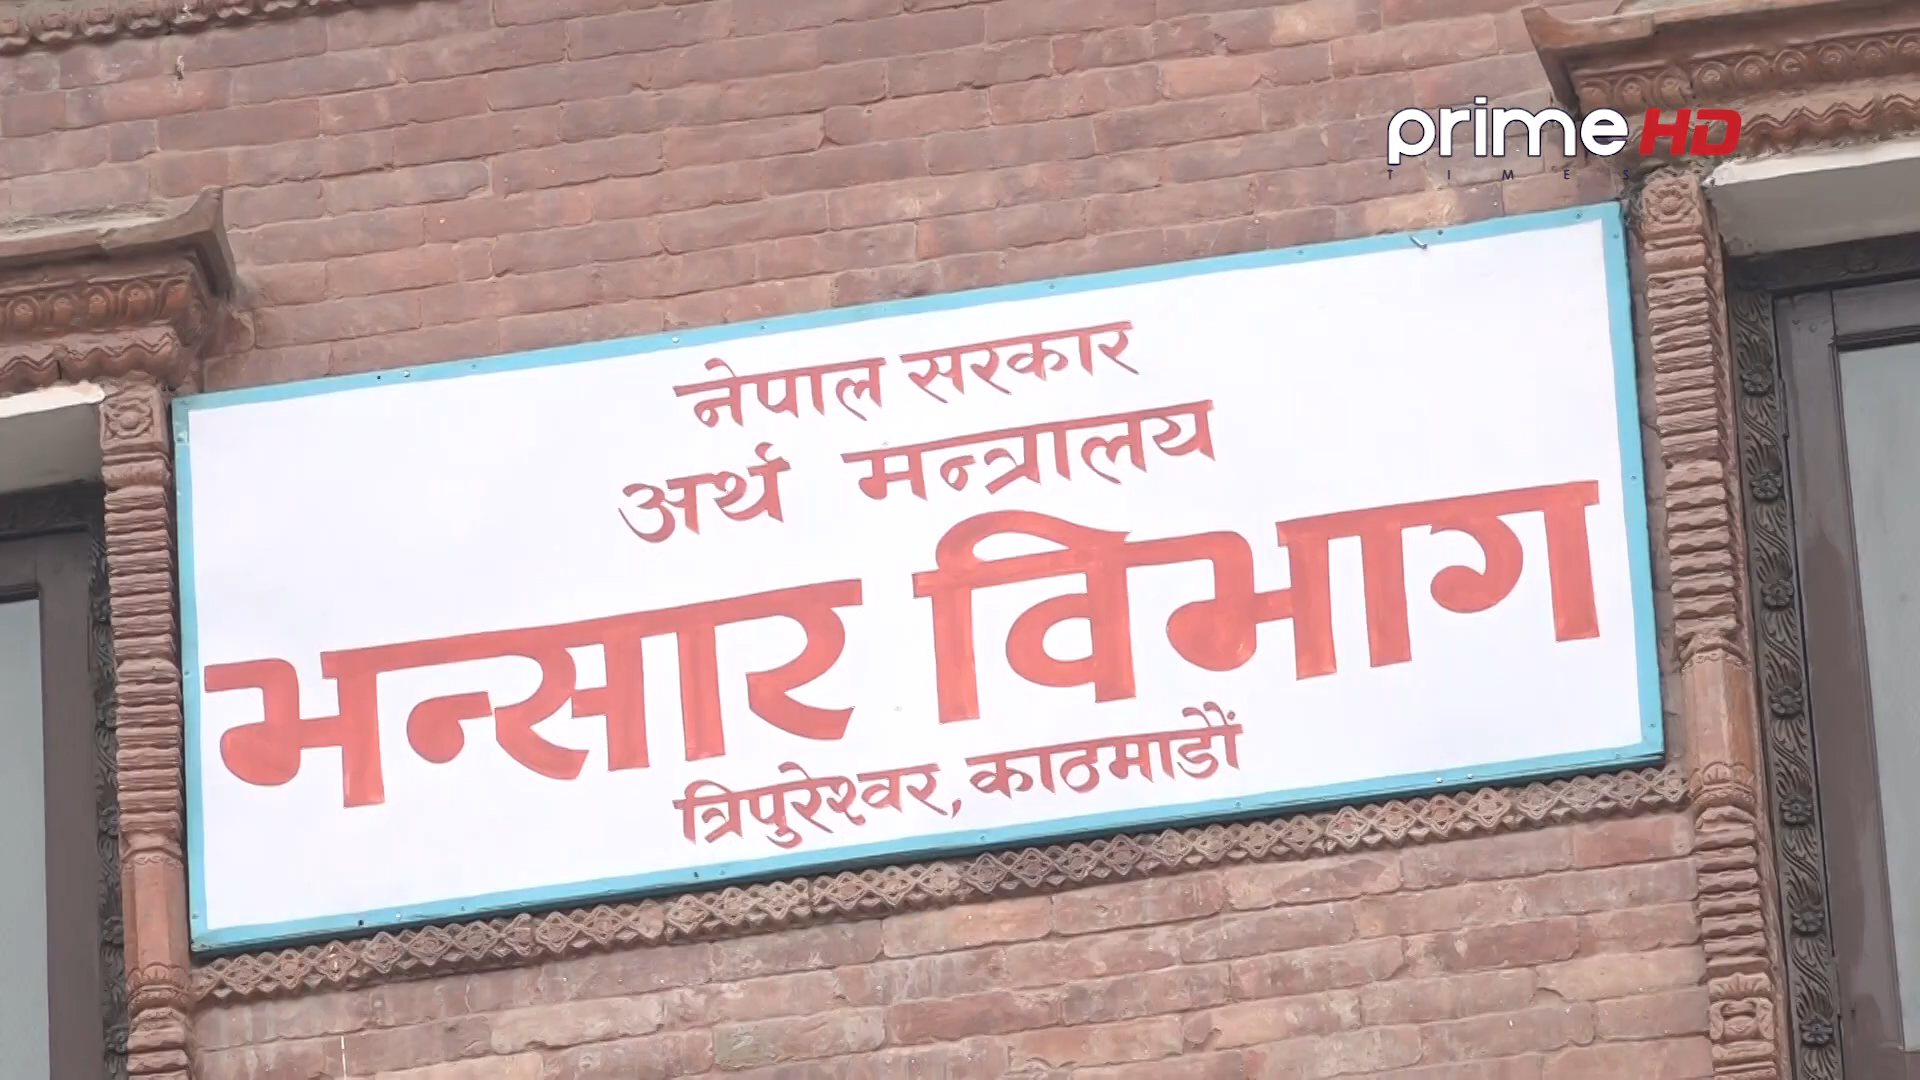 prime HD
TIMES
नेपाल सरकार
अर्थ मन्त्रालय
भन्सार विभाग
त्रिपुरेश्वर, काठमाडौं